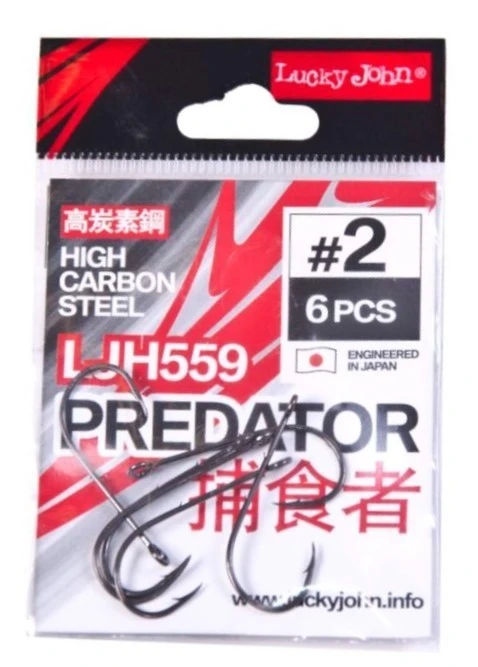 Lucky John®
高炭素鋼
HIGH
CARBON
STEEL
#2
6 PCS
ENGINEERED
IN JAPAN
LJH559
PREDATOR
捕食者
www.luckyjohn.info